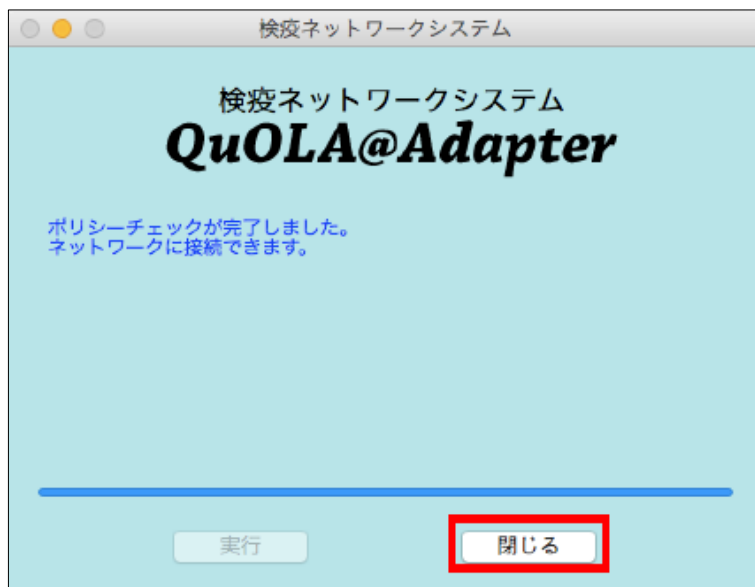 検疫ネットワークシステム
検疫ネットワークシステム
QuOLA@Adapter
ポリシーチェックが完了しました。
ネットワークに接続できます。
実行
閉じる